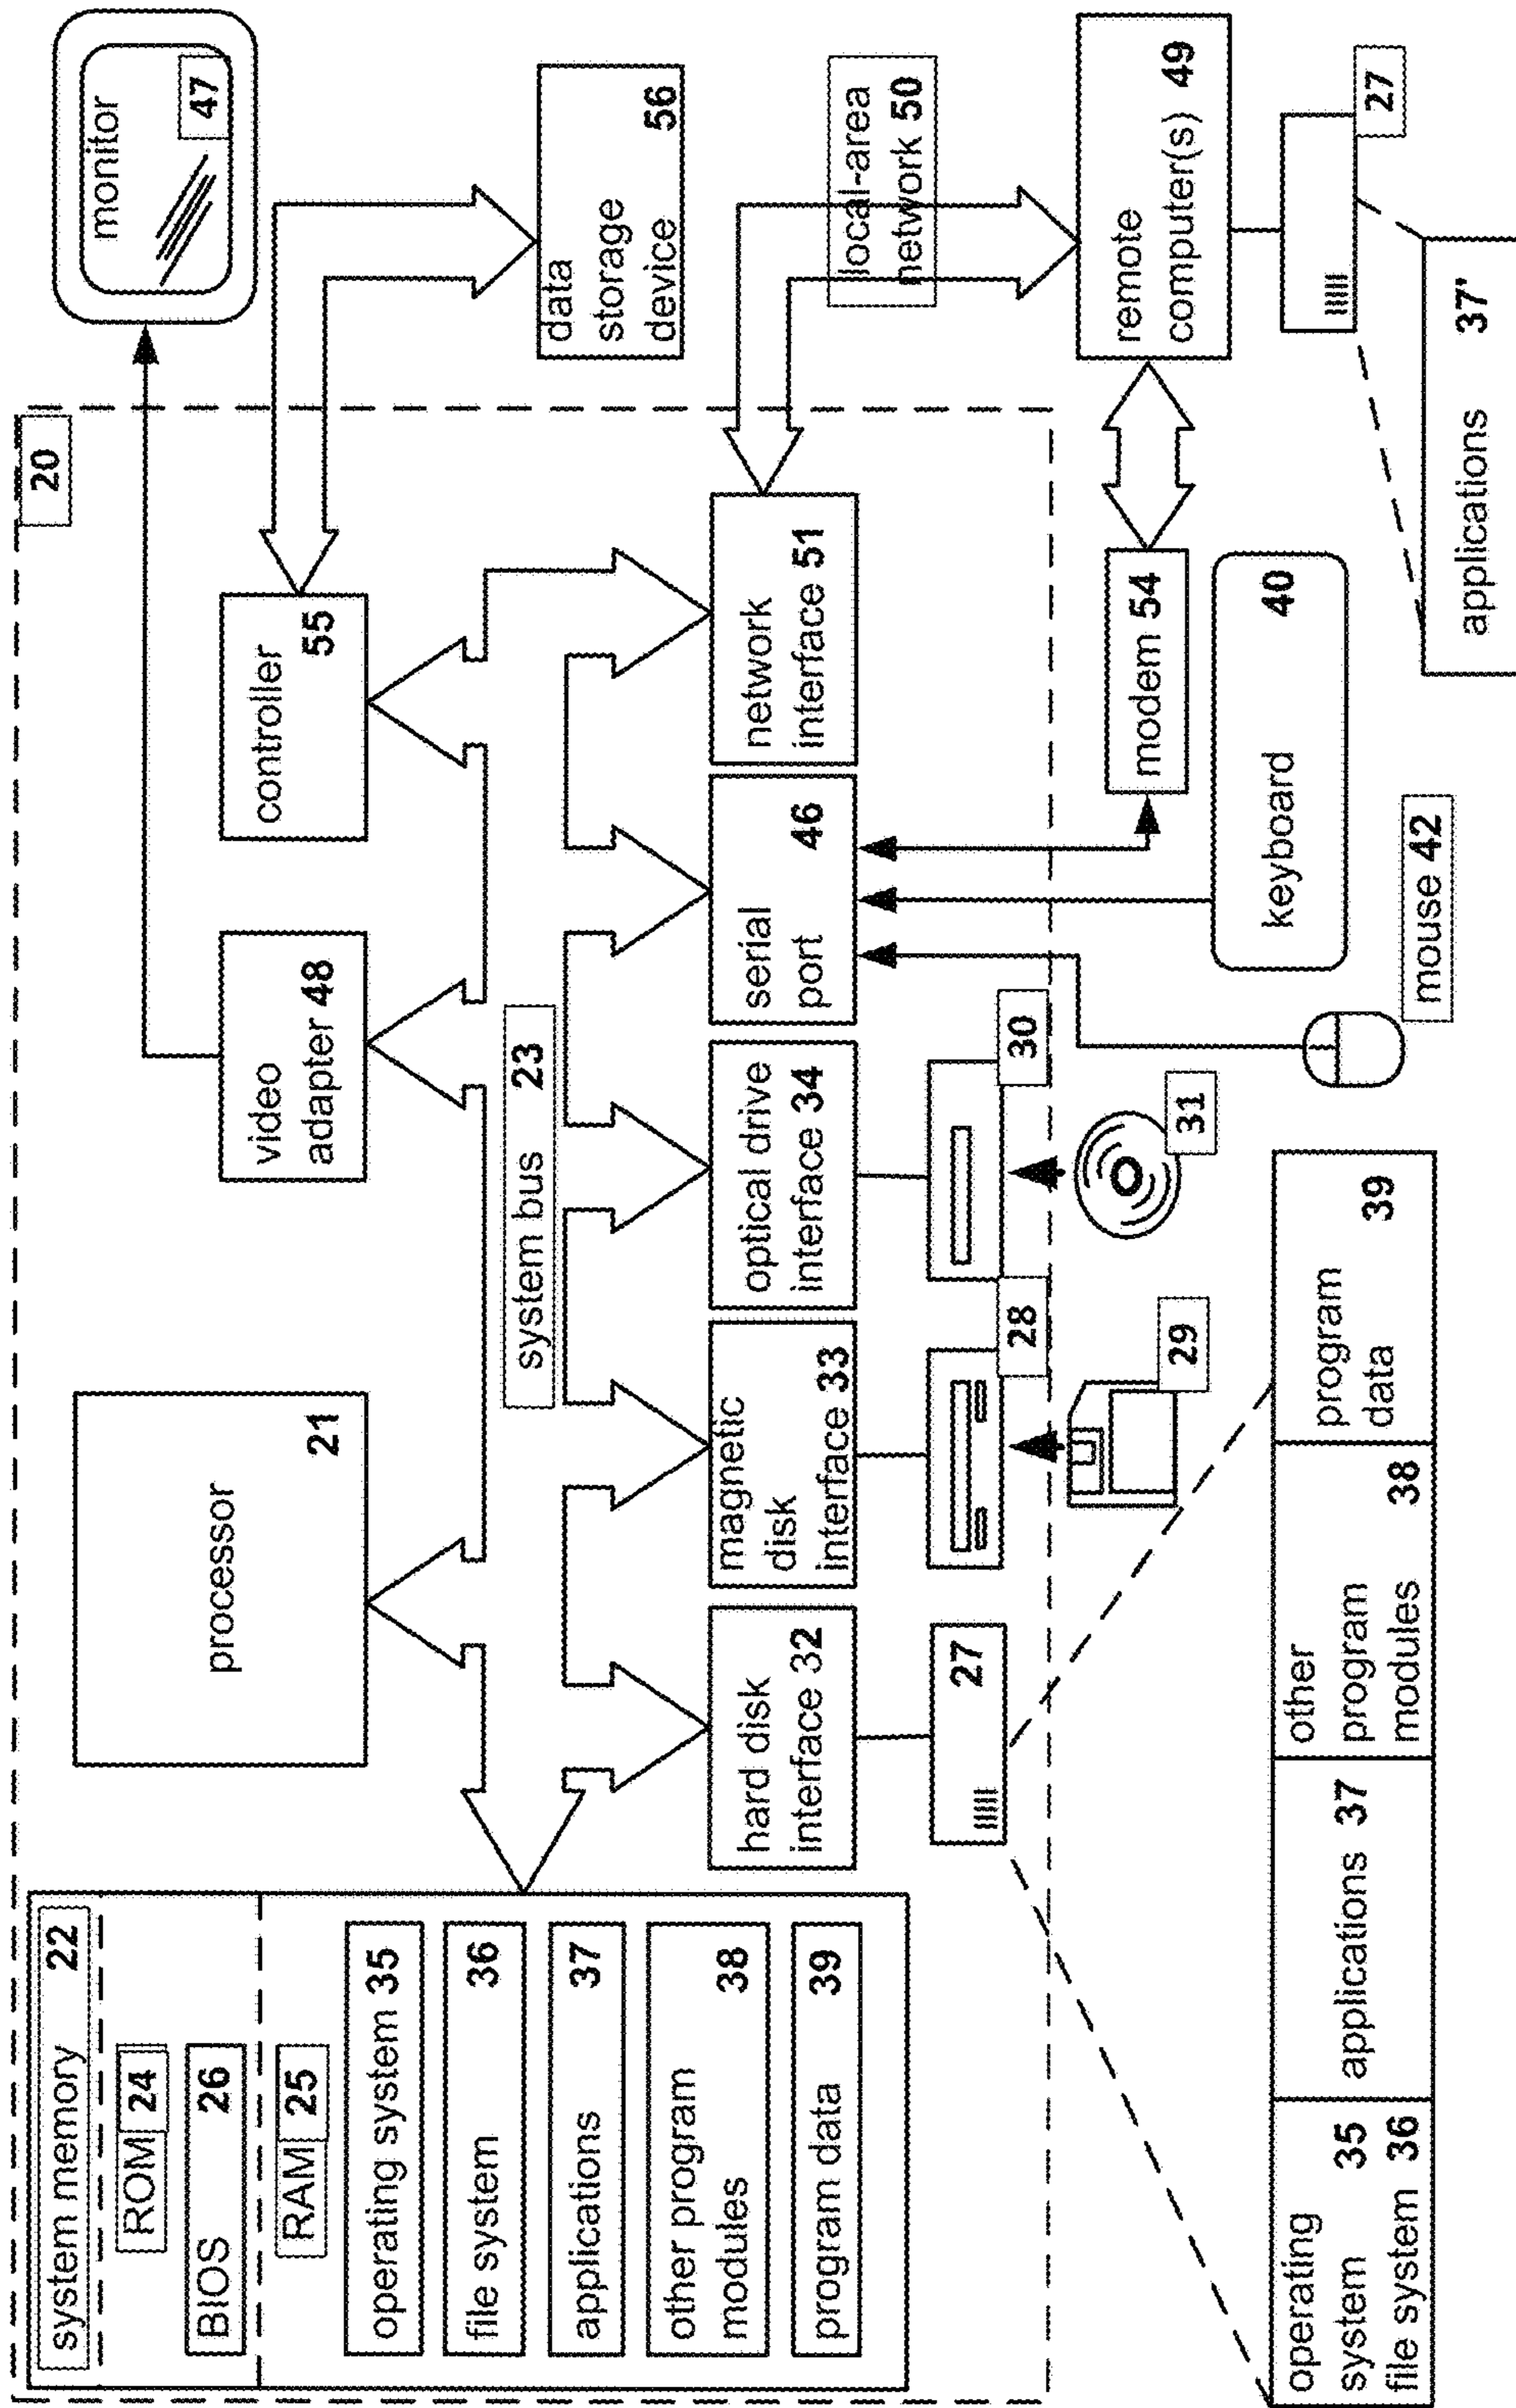 20
system memory 22
ROM 24
BIOS 26
RAM 25
operating system 35
file system 36
applications 37
other program
modules 38
program data 39
processor
21
video
adapter 48
controller
55
monitor
47
system bus 23
data
storage
device 56
hard disk
interface 32
magnetic
disk
interface 33
optical drive
interface 34
serial
port 46
network
interface 51
local-area
network 50
27
28
30
29
31
modem 54
remote
computer(s) 49
keyboard 40
mouse 42
27
operating
system 35
file system 36
applications 37
other
program
modules 38
program
data 39
applications 37'